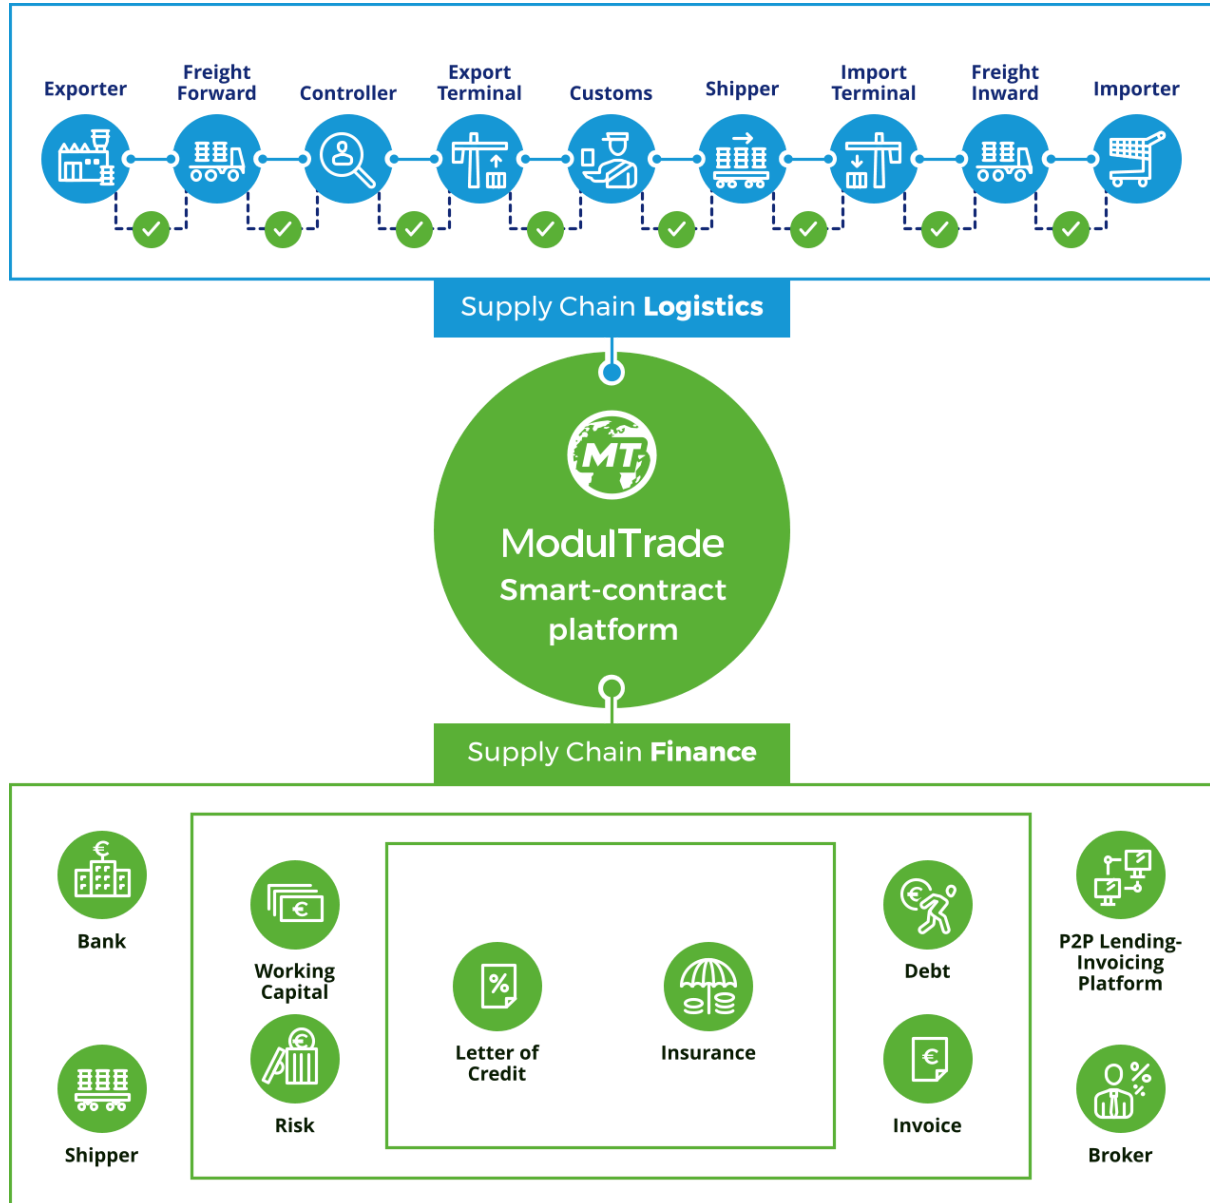 Exporter
Freight
Forward
Controller
Export
Terminal
Customs
Shipper
Import
Terminal
Freight
Inward
Importer
Supply Chain Logistics
MT
ModulTrade
Smart-contract
platform
Supply Chain Finance
€
Bank
€
Working
Capital
%
Letter of
Credit
Insurance
€
Debt
P2P Lending-
Invoicing
Platform
Shipper
€
Risk
€
Invoice
%
%
Broker